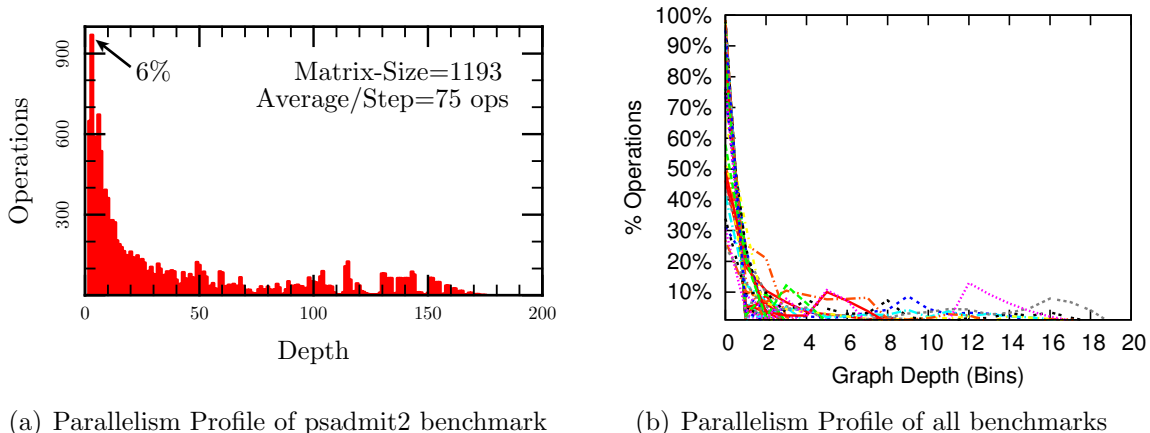 900
600
300
Operations
6%
Matrix-Size=1193
Average/Step=75 ops
0 50 100 150 200
Depth
(a) Parallelism Profile of psadmit2 benchmark
100%
90%
80%
70%
60%
50%
40%
30%
20%
10%
% Operations
0 2 4 6 8 10 12 14 16 18 20
Graph Depth (Bins)
(b) Parallelism Profile of all benchmarks